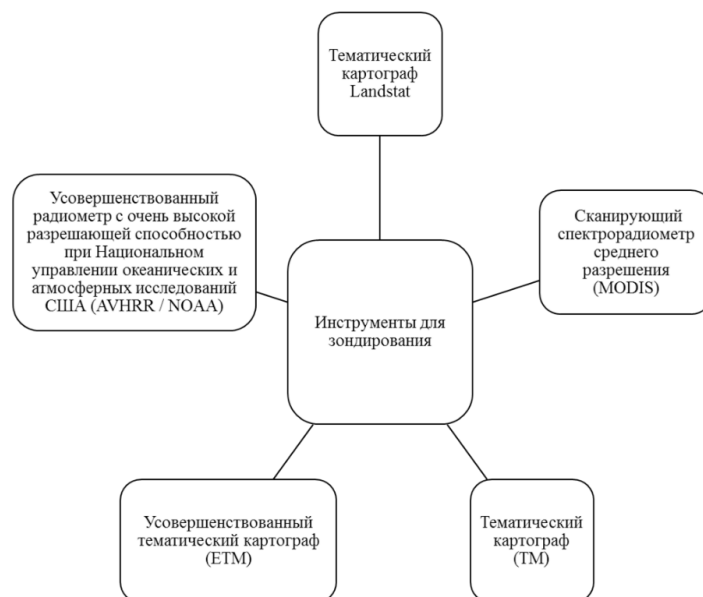 Тематический
картограф
Landstat
Усовершенствованный
радиометр с очень высокой
разрешающей способностью
при Национальном
управлении океанических и
атмосферных исследований
США (AVHRR / NOAA)
Сканирующий
спектрорадиометр
среднего
разрешения
(MODIS)
Инструменты для
зондирования
Усовершенствованный
тематический картограф
(ETM)
Тематический
картограф
(TM)